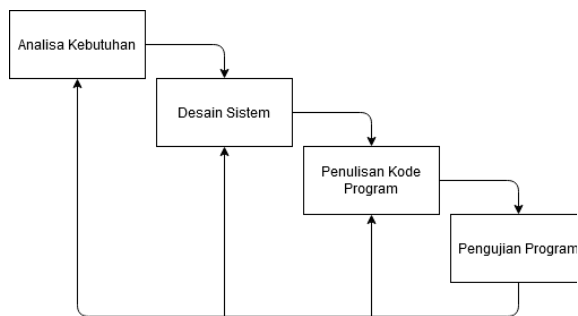 Analisa Kebutuhan
Desain Sistem
Penulisan Kode
Program
Pengujian Program